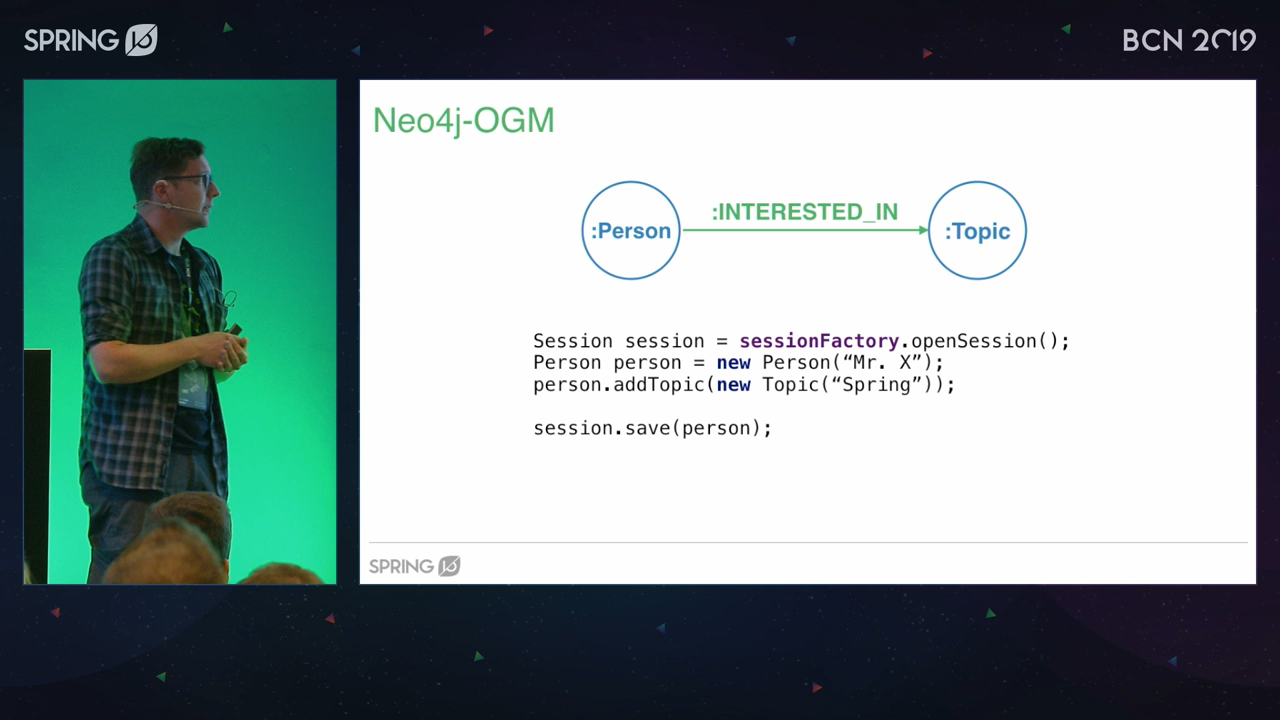 SPRING
BCN 2019
Neo4j-OGM
:INTERESTED_IN
:Person
:Topic
Session session = sessionFactory.openSession();
Person person = new Person(“Mr. X”);
person.addTopic(new Topic(“Spring”));
session.save(person);
SPRING